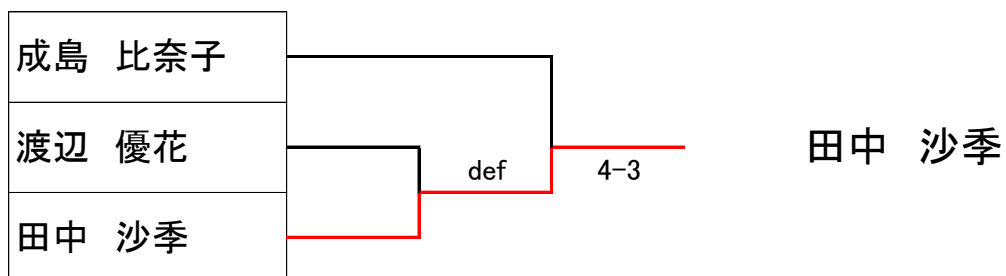 成島　比奈子
渡辺　優花
田中　沙季
def
4-3
田中　沙季